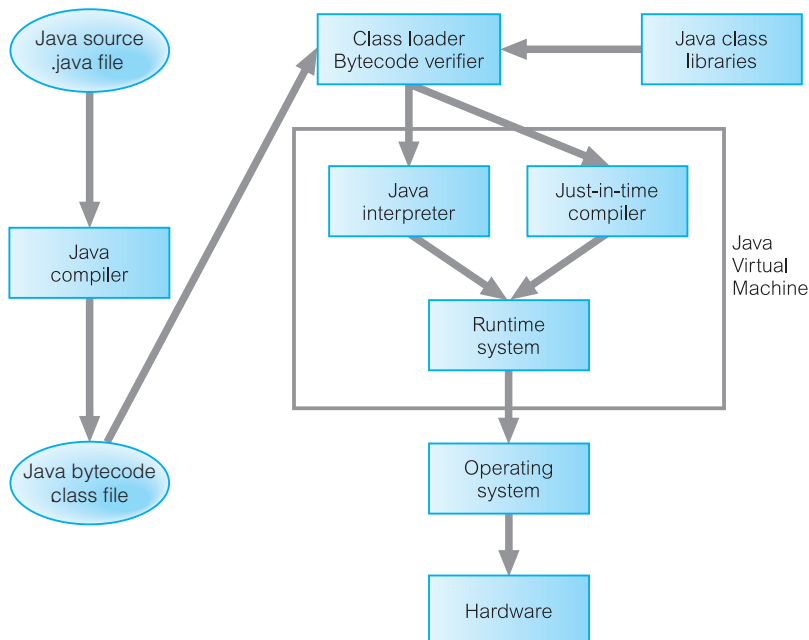 Java source
.java file
Class loader
Bytecode verifier
Java class
libraries
Java
interpreter
Just-in-time
compiler
Java
compiler
Java
Virtual
Machine
Runtime
system
Java bytecode
.class file
Operating
system
Hardware